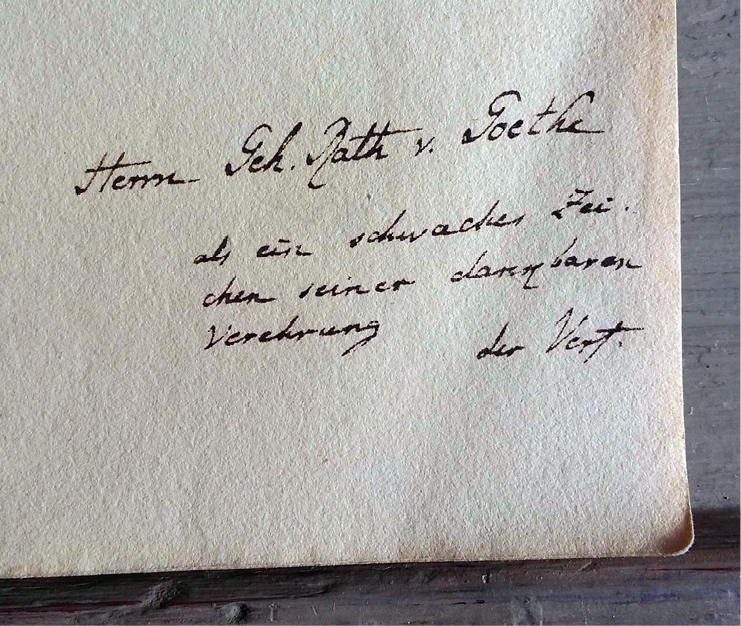 Herrn Geh. Rath v. Goethe
als ein schwaches Zei-
chen seiner dankbaren
Verehrung
der Verf.